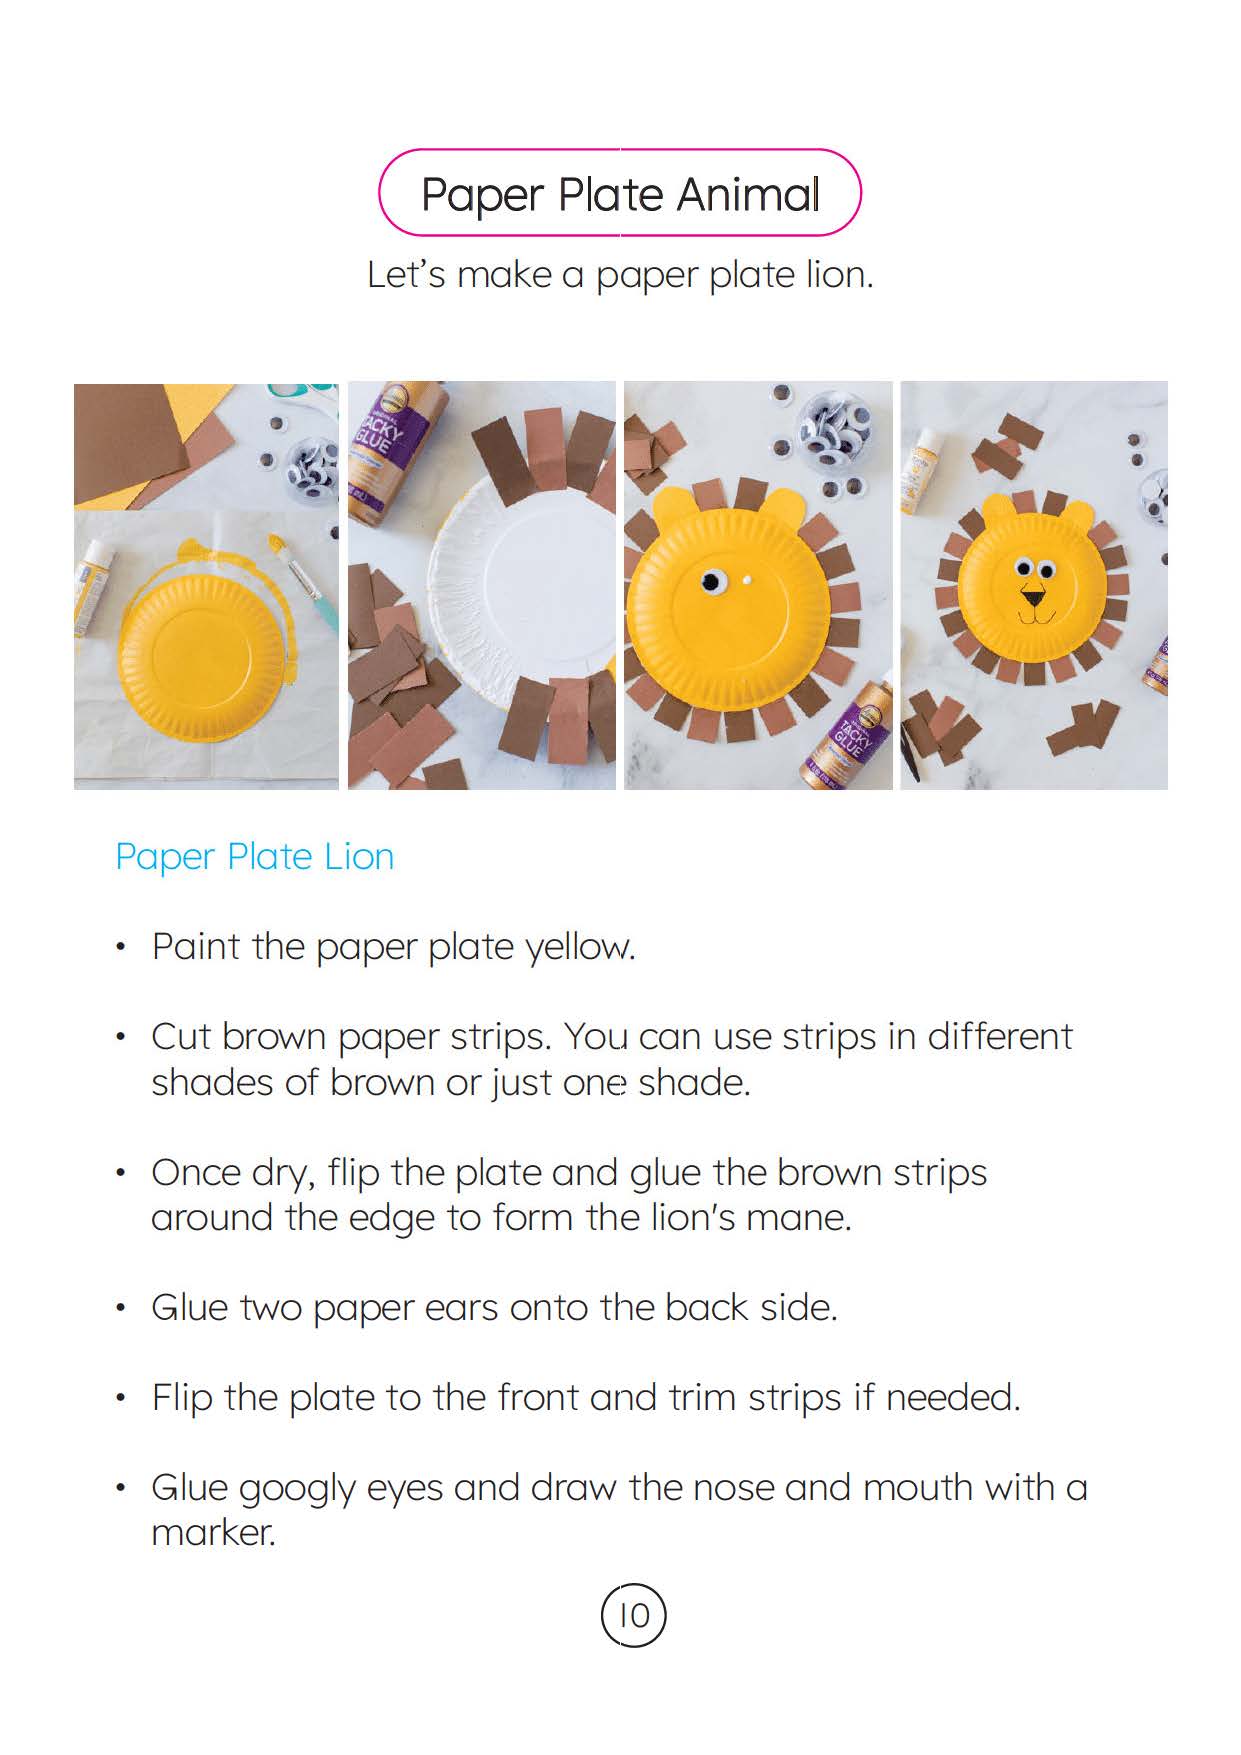 Paper Plate Animal
Let's make a paper plate lion.
ORIGINAL
TACKY
GLUE
TACKY
GLUE
Paper Plate Lion
• Paint the paper plate yellow.
• Cut brown paper strips. You can use strips in different
shades of brown or just one shade.
• Once dry, flip the plate and glue the brown strips
around the edge to form the lion's mane.
• Glue two paper ears onto the back side.
• Flip the plate to the front and trim strips if needed.
• Glue googly eyes and draw the nose and mouth with a
marker.
10